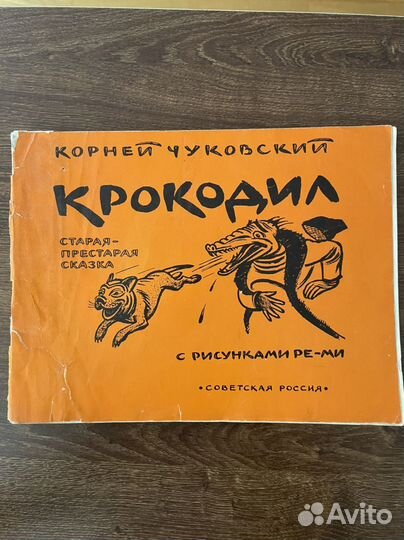 КОРНЕЙ ЧУКОВСКИЙ
КРОКОДИЛ
СТАРАЯ-
ПРЕСТАРАЯ
СКАЗКА
С РИСУНКАМИ РЕ-МИ
• СОВЕТСКАЯ РОССИЯ •
Avito